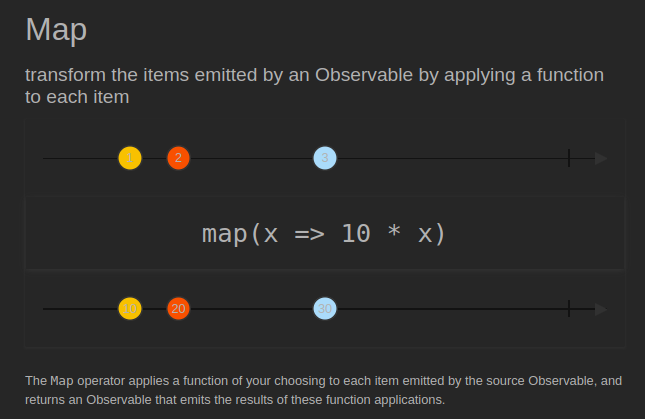 Map
transform the items emitted by an Observable by applying a function
to each item
1 2 3
map(x => 10 * x)
10 20 30
The Map operator applies a function of your choosing to each item emitted by the source Observable, and
returns an Observable that emits the results of these function applications.